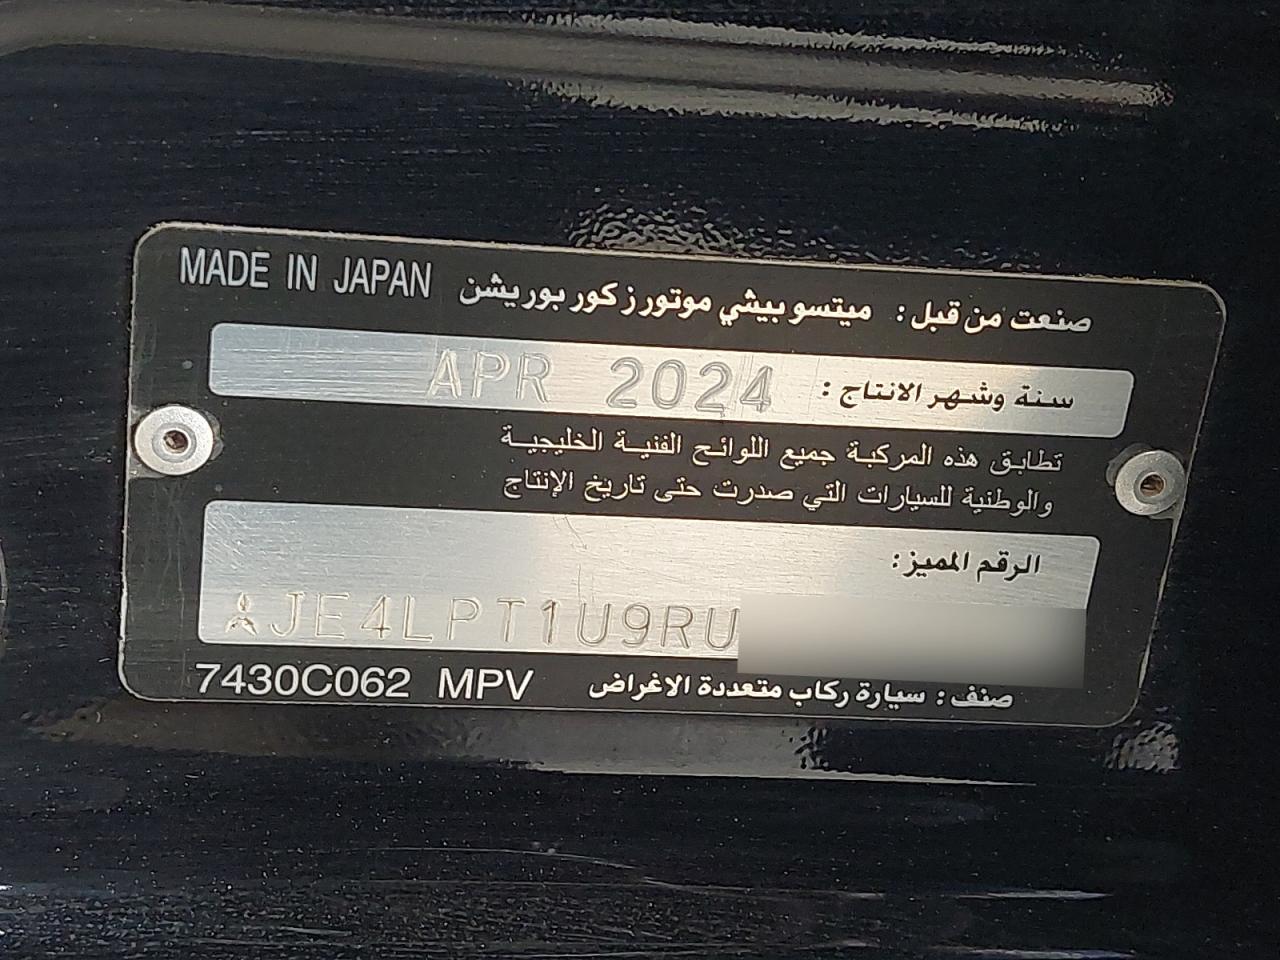 صنعت من قبل: ميتسو بيشي موتورز كور بوريشن MADE IN JAPAN
سنة وشهر الانتاج: APR 2024
تطابق هذه المركبة جميع اللوائح الفنية الخليجية
والوطنية للسيارات التي صدرت حتى تاريخ الإنتاج
الرقم المميز:
JE4LPT1U9RU
صنف: سيارة ركاب متعددة الاغراض 7430C062 MPV